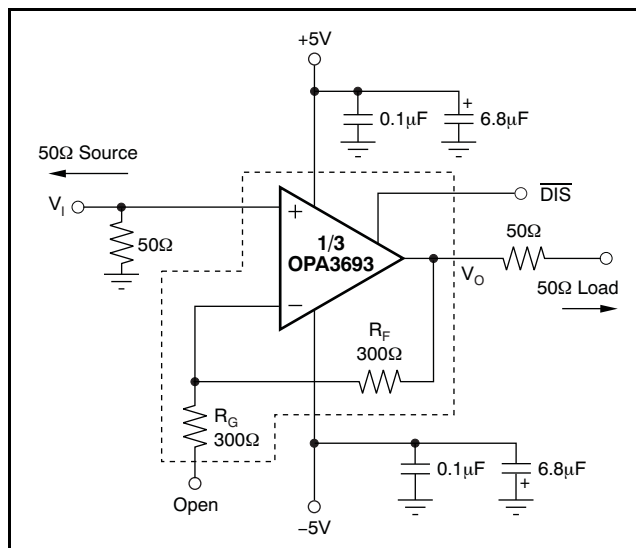 +5V
0.1μF
+
6.8μF
50Ω Source
V_I
DIS
50Ω
+
1/3
OPA3693
−
50Ω
V_O
50Ω Load
R_F
300Ω
R_G
300Ω
Open
0.1μF
6.8μF
+
−5V